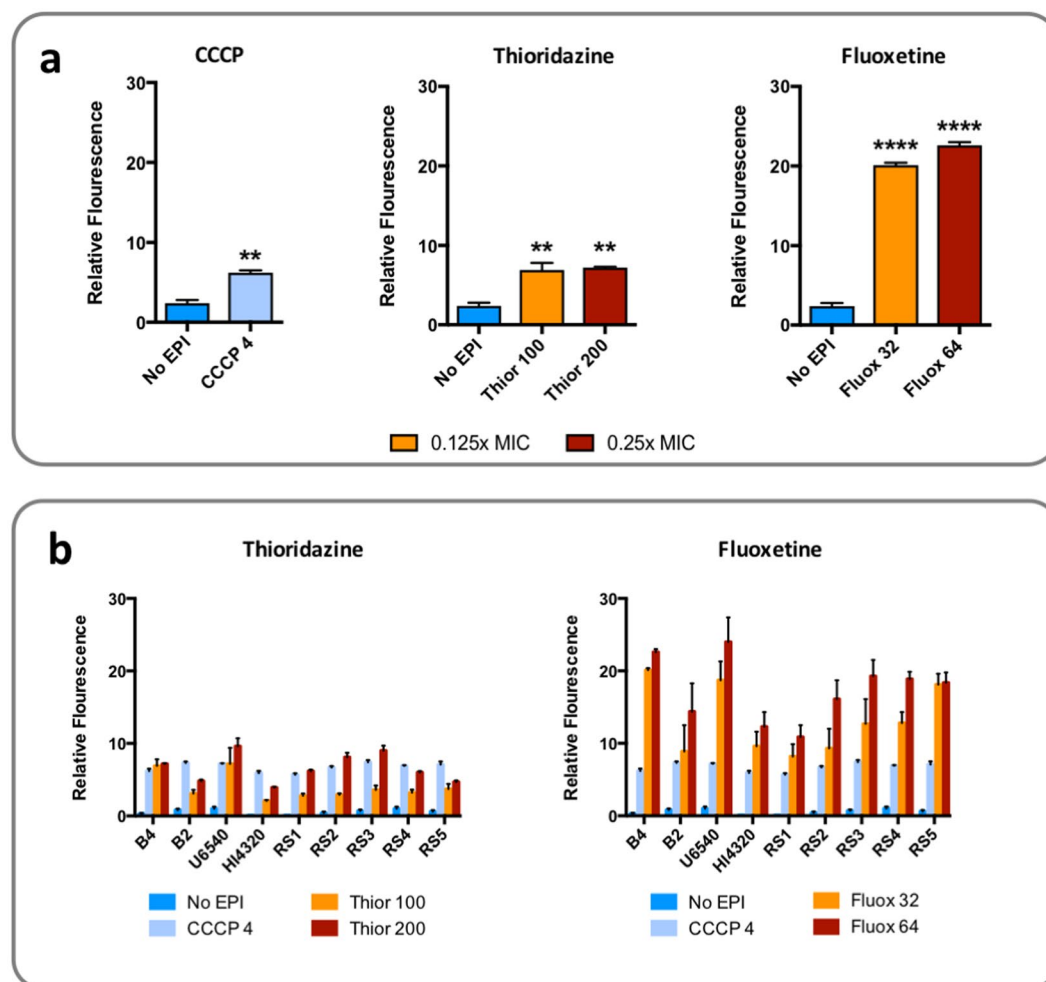 a
CCCP
Thioridazine
Fluoxetine
Relative Flourescence
30
20
10
0
**
No EPI
CCCP 4
Relative Flourescence
30
20
10
0
**
**
No EPI
Thior 100
Thior 200
Relative Flourescence
30
20
10
0
****
****
No EPI
Fluox 32
Fluox 64
0.125x MIC
0.25x MIC
b
Thioridazine
Fluoxetine
Relative Flourescence
30
20
10
0
B4
B2
U6540
HI4320
RS1
RS2
RS3
RS4
RS5
No EPI
Thior 100
CCCP 4
Thior 200
Relative Flourescence
30
20
10
0
B4
B2
U6540
HI4320
RS1
RS2
RS3
RS4
RS5
No EPI
Fluox 32
CCCP 4
Fluox 64